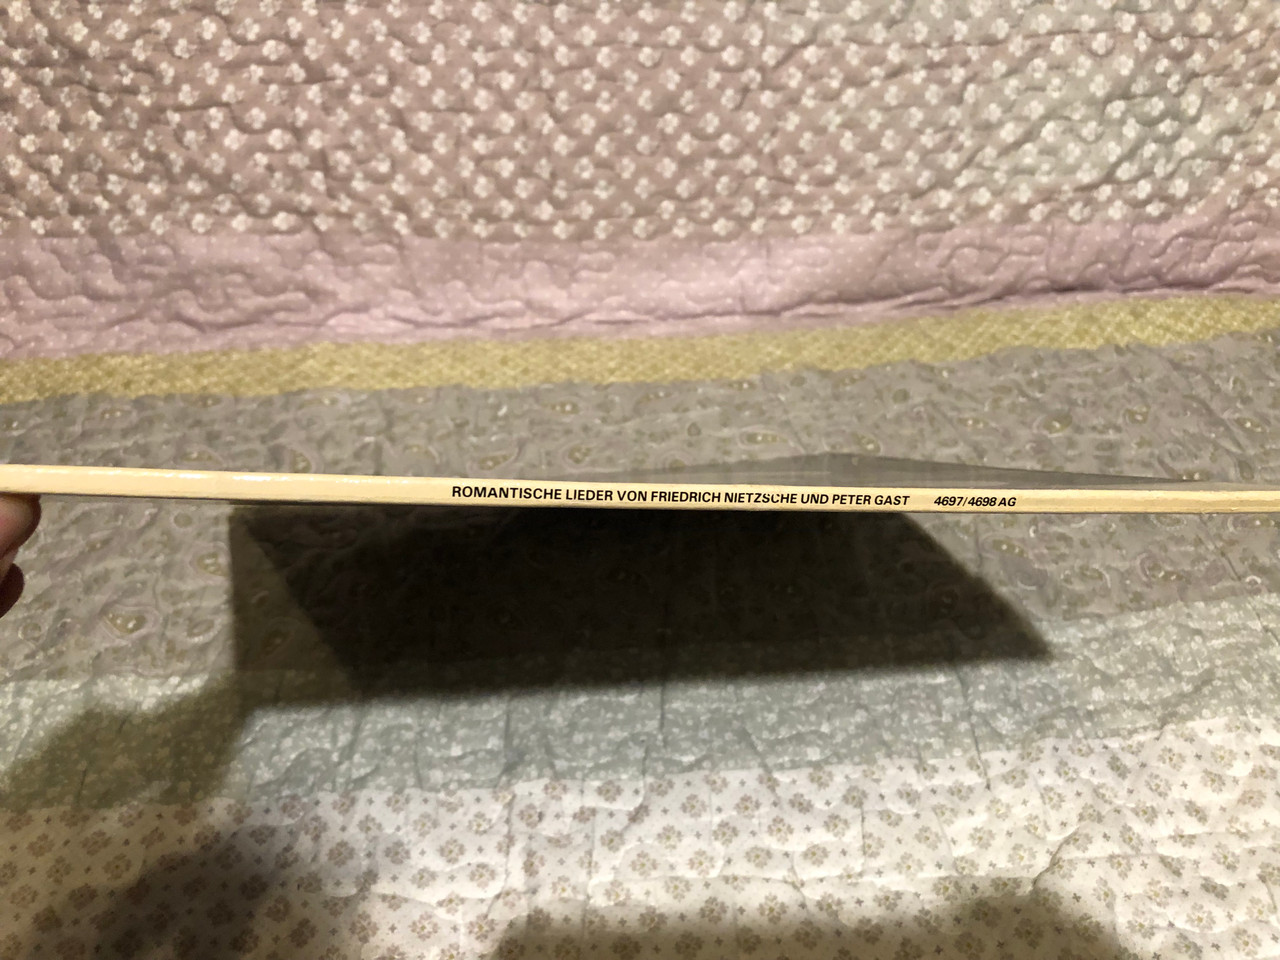 ROMANTISCHE LIEDER VON FRIEDRICH NIETZSCHE UND PETER GAST 4697/4698 AG